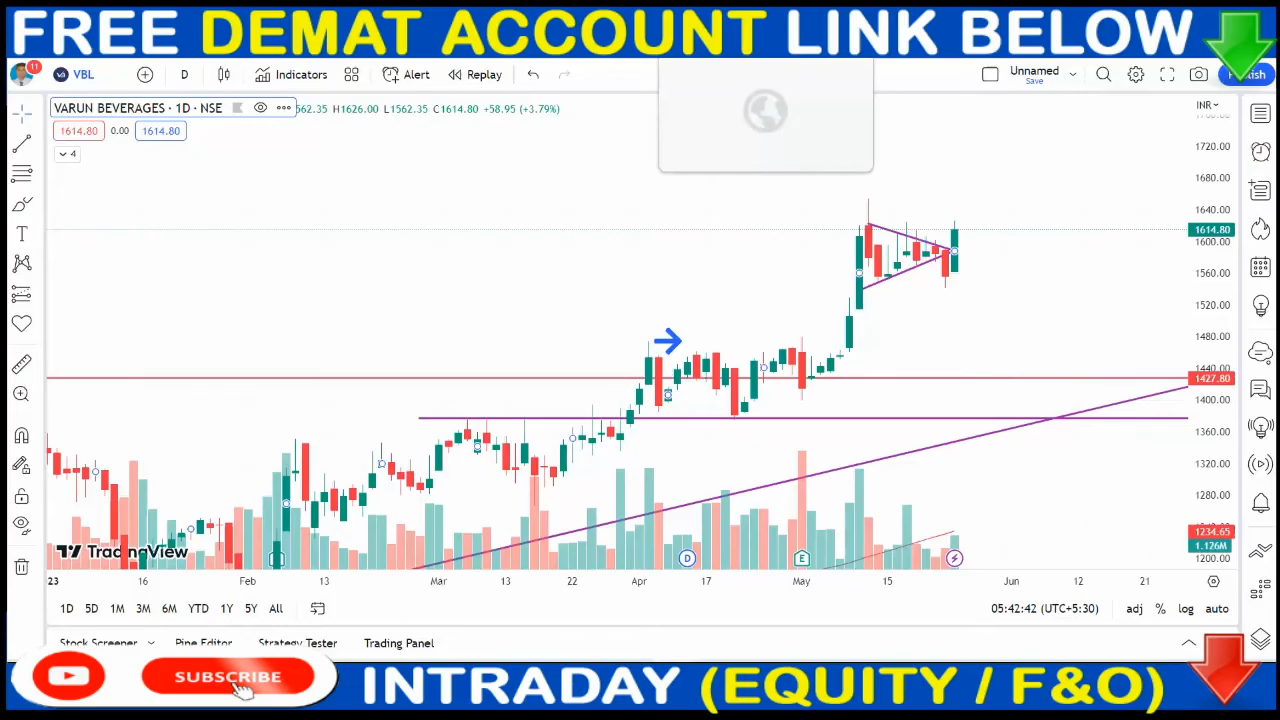 FREE DEMAT ACCOUNT LINK BELOW
11 VBL D Indicators Alert Replay Unnamed Save Publish
VARUN BEVERAGES · 1D · NSE 562.35 H1626.00 L1562.35 C1614.80 +58.95 (+3.79%) INR
1614.80 0.00 1614.80
4
1720.00
1680.00
1640.00
1614.80
1600.00
1560.00
1520.00
1480.00
1440.00
1427.80
1400.00
1360.00
1320.00
1280.00
1234.65
1.126M
1200.00
TradingView
D E
23 16 Feb 13 Mar 13 22 Apr 17 May 15 Jun 12 21
1D 5D 1M 3M 6M YTD 1Y 5Y All 05:42:42 (UTC+5:30) adj % log auto
Stock Screener Pine Editor Strategy Tester Trading Panel
SUBSCRIBE
INTRADAY (EQUITY / F&O)